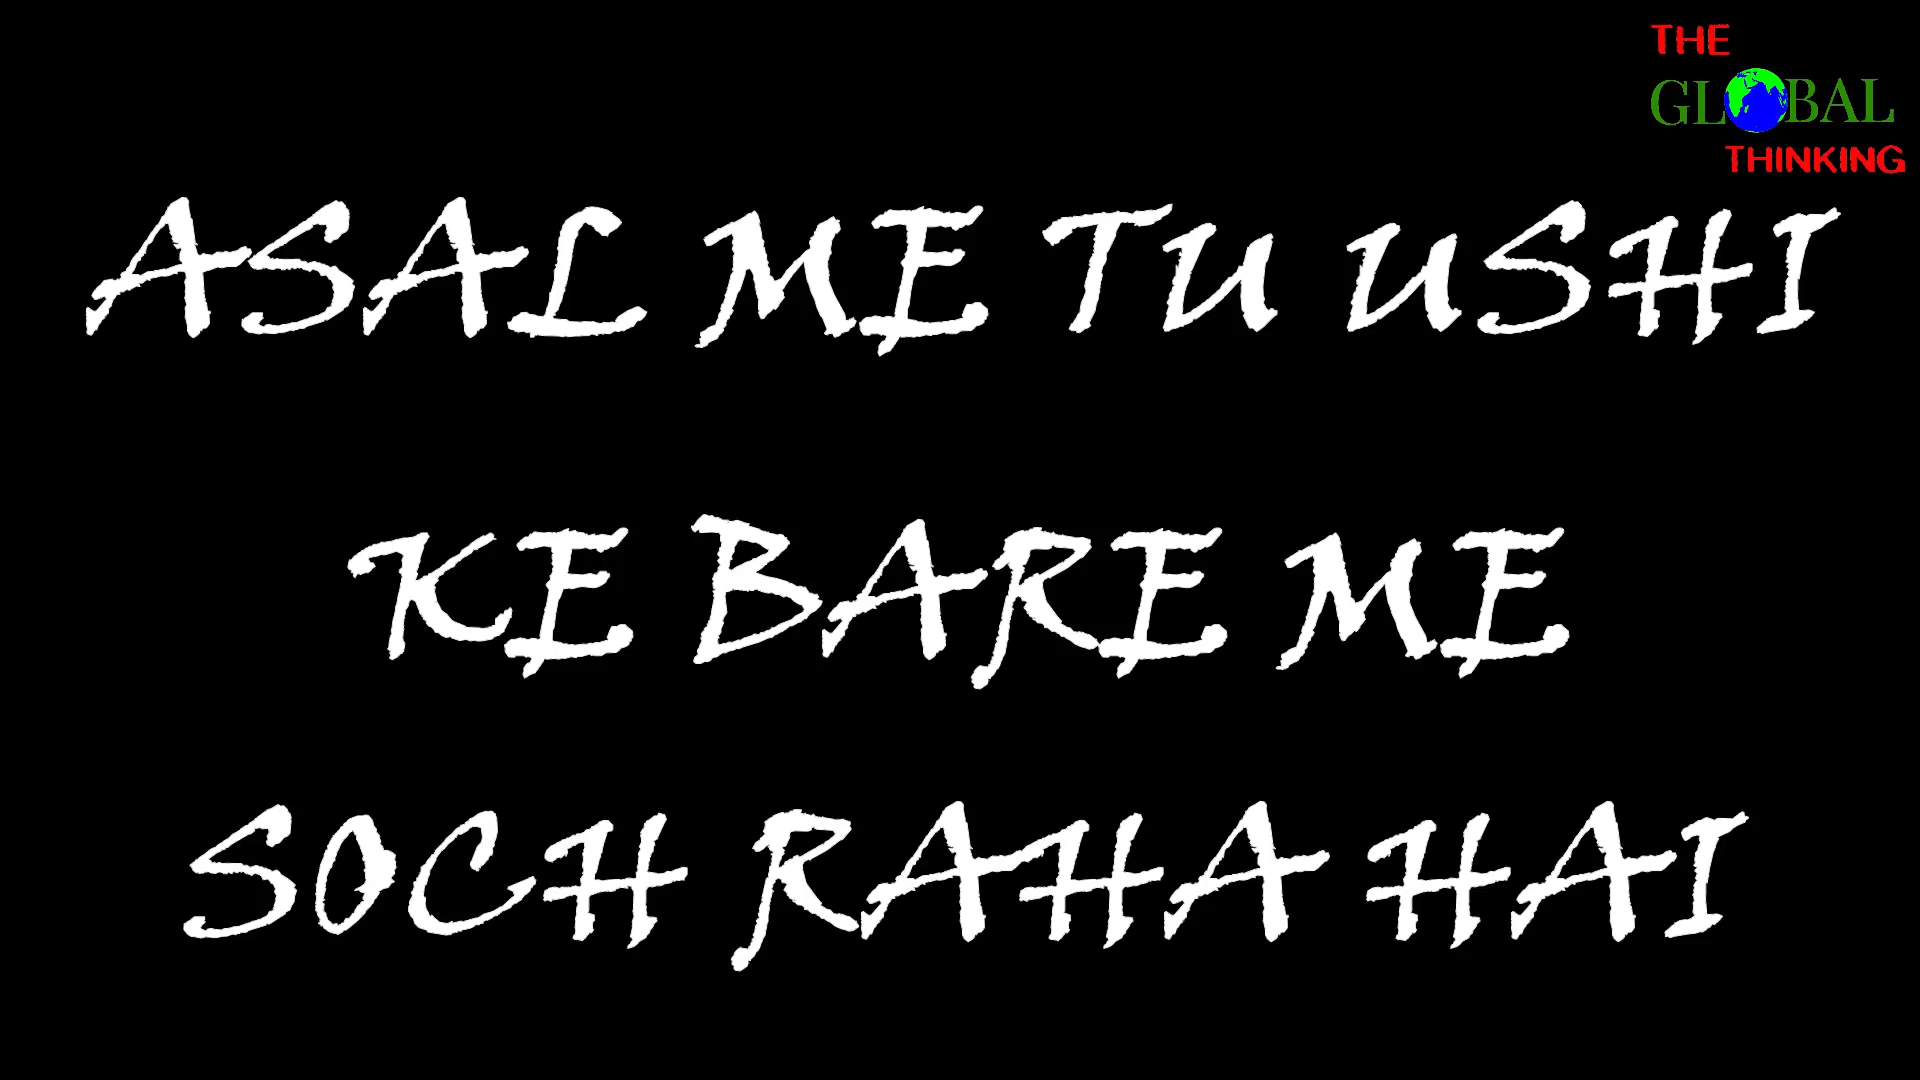 THE
GLOBAL
THINKING
ASAL ME TU USHI
KE BARE ME
SOCH RAHA HAI